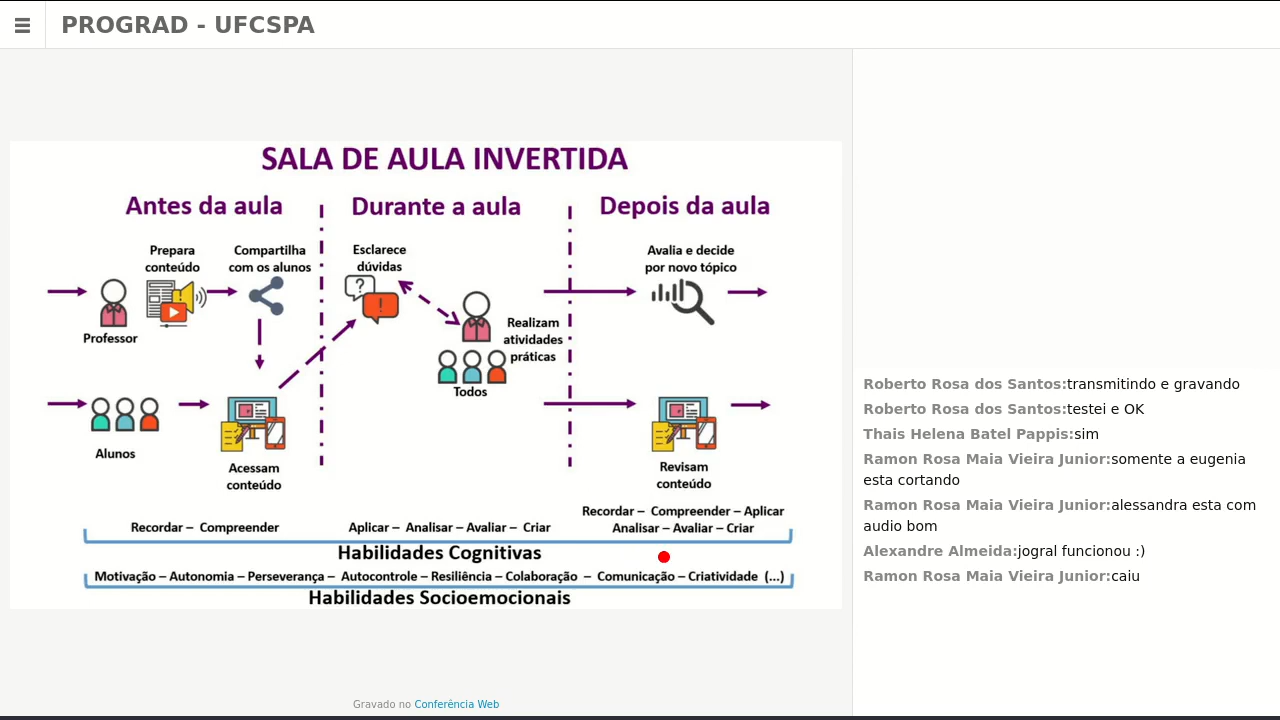 PROGRAD - UFCSPA
SALA DE AULA INVERTIDA
Antes da aula
Durante a aula
Depois da aula
Prepara
conteúdo
Compartilha
com os alunos
Esclarece
dúvidas
Avalia e decide
por novo tópico
Professor
Realizam
atividades
práticas
Todos
Alunos
Acessam
conteúdo
Revisam
conteúdo
Recordar – Compreender
Aplicar – Analisar – Avaliar – Criar
Recordar – Compreender – Aplicar
Analisar – Avaliar – Criar
Habilidades Cognitivas
Motivação – Autonomia – Perseverança – Autocontrole – Resiliência – Colaboração – Comunicação – Criatividade (...)
Habilidades Socioemocionais
Gravado no Conferência Web
Roberto Rosa dos Santos:transmitindo e gravando
Roberto Rosa dos Santos:testei e OK
Thais Helena Batel Pappis:sim
Ramon Rosa Maia Vieira Junior:somente a eugenia
esta cortando
Ramon Rosa Maia Vieira Junior:alessandra esta com
audio bom
Alexandre Almeida:jogral funcionou :)
Ramon Rosa Maia Vieira Junior:caiu